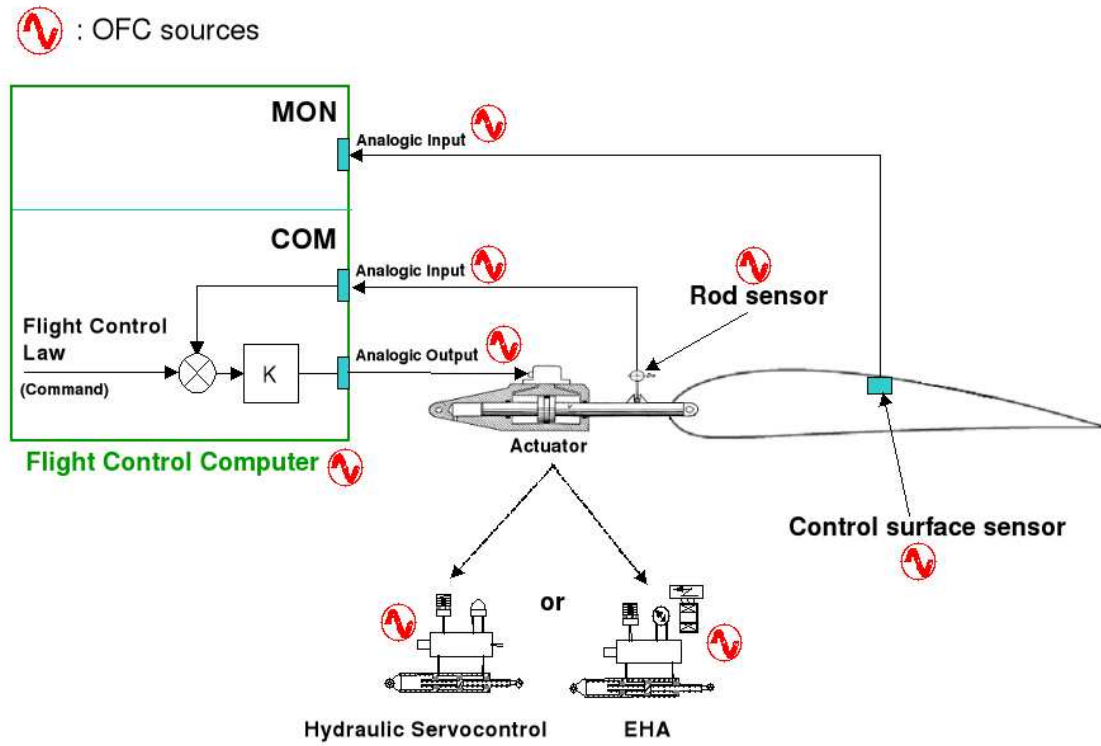 : OFC sources
MON
Analogic Input
COM
Analogic Input
Rod sensor
Flight Control
Law
(Command)
K
Analogic Output
Actuator
Flight Control Computer
Control surface sensor
or
Hydraulic Servocontrol
EHA